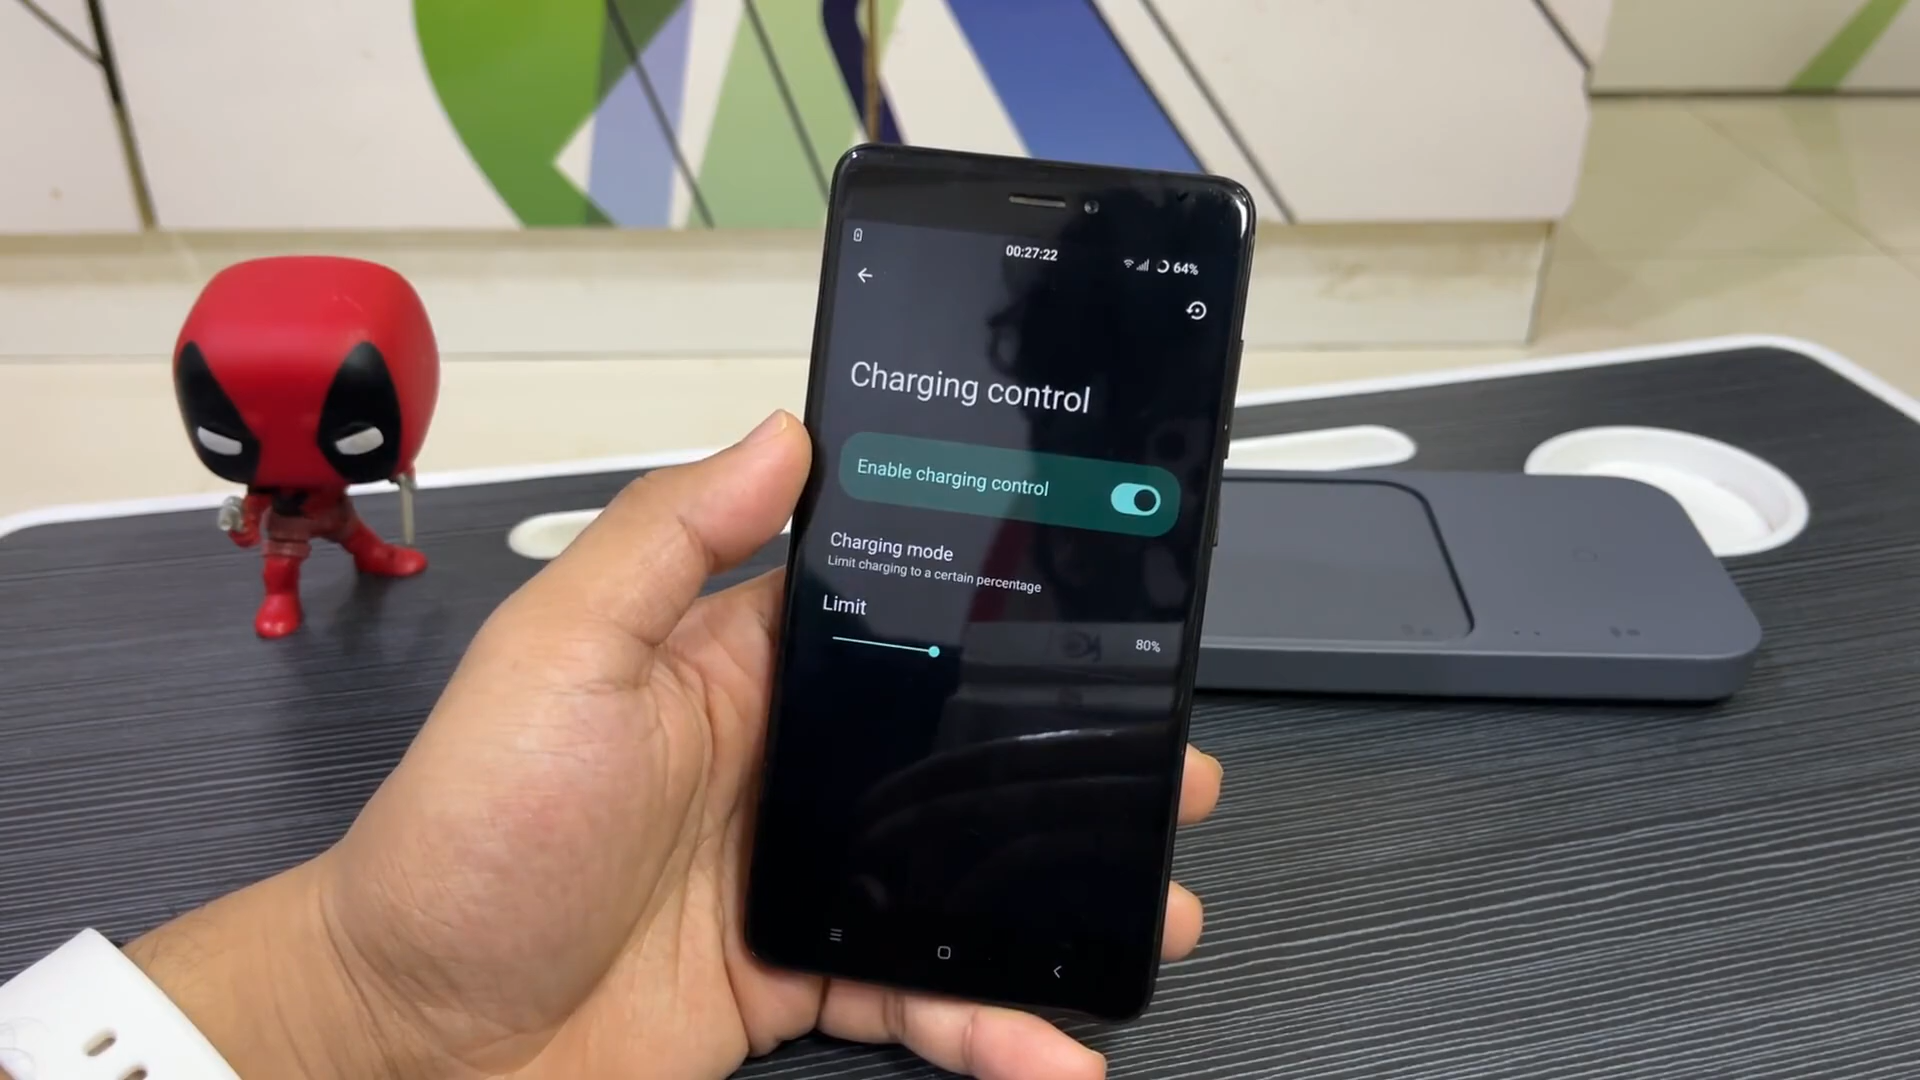 00:27:22
64%
Charging control
Enable charging control
Charging mode
Limit charging to a certain percentage
Limit
80%